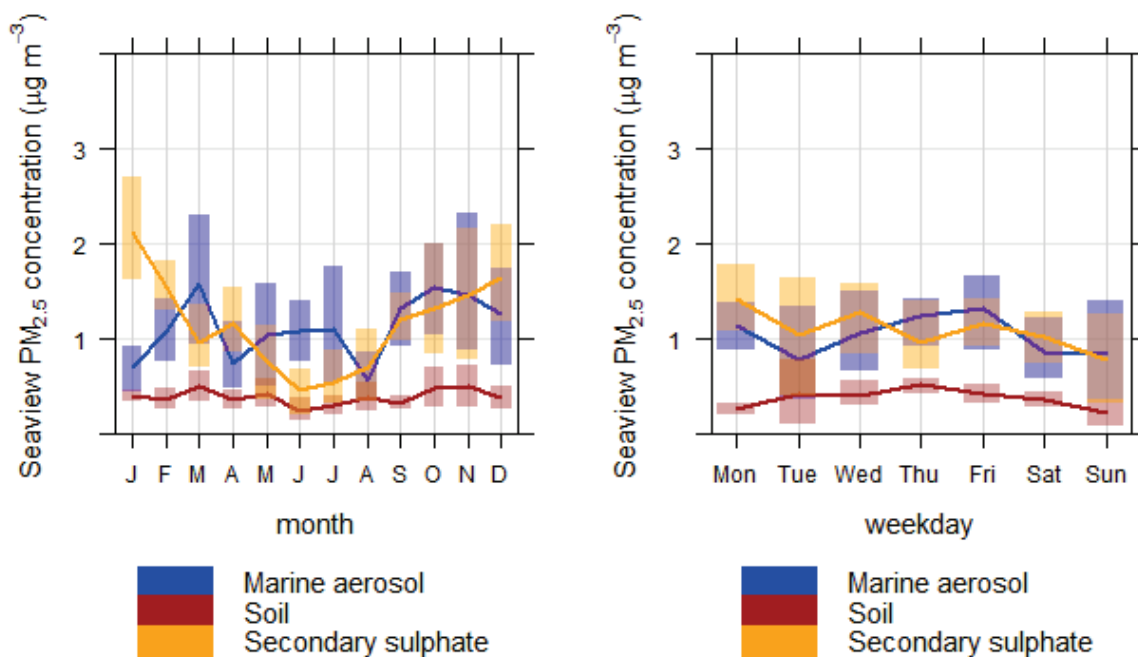 Seaview PM2.5 concentration (µg m−3)
3
2
1
J F M A M J J A S O N D
month
Marine aerosol
Soil
Secondary sulphate
Seaview PM2.5 concentration (µg m−3)
3
2
1
Mon Tue Wed Thu Fri Sat Sun
weekday
Marine aerosol
Soil
Secondary sulphate